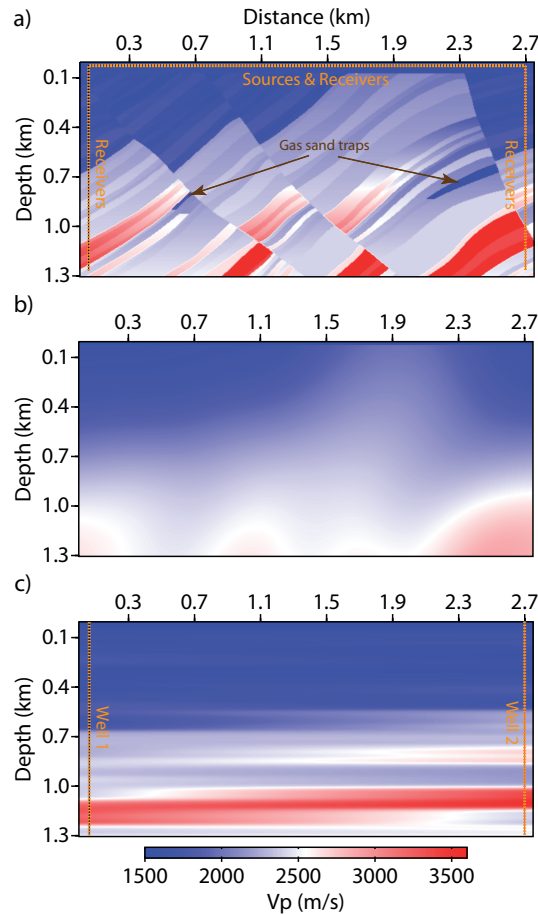 Distance (km)
a)
0.3 0.7 1.1 1.5 1.9 2.3 2.7
0.1
Sources & Receivers
0.4
Gas sand traps
Receivers
Receivers
0.7
Depth (km)
1.0
1.3
b)
0.3 0.7 1.1 1.5 1.9 2.3 2.7
0.1
0.4
Depth (km)
0.7
1.0
1.3
c)
0.3 0.7 1.1 1.5 1.9 2.3 2.7
0.1
0.4
Well 1
Well 2
Depth (km)
0.7
1.0
1.3
1500 2000 2500 3000 3500
Vp (m/s)